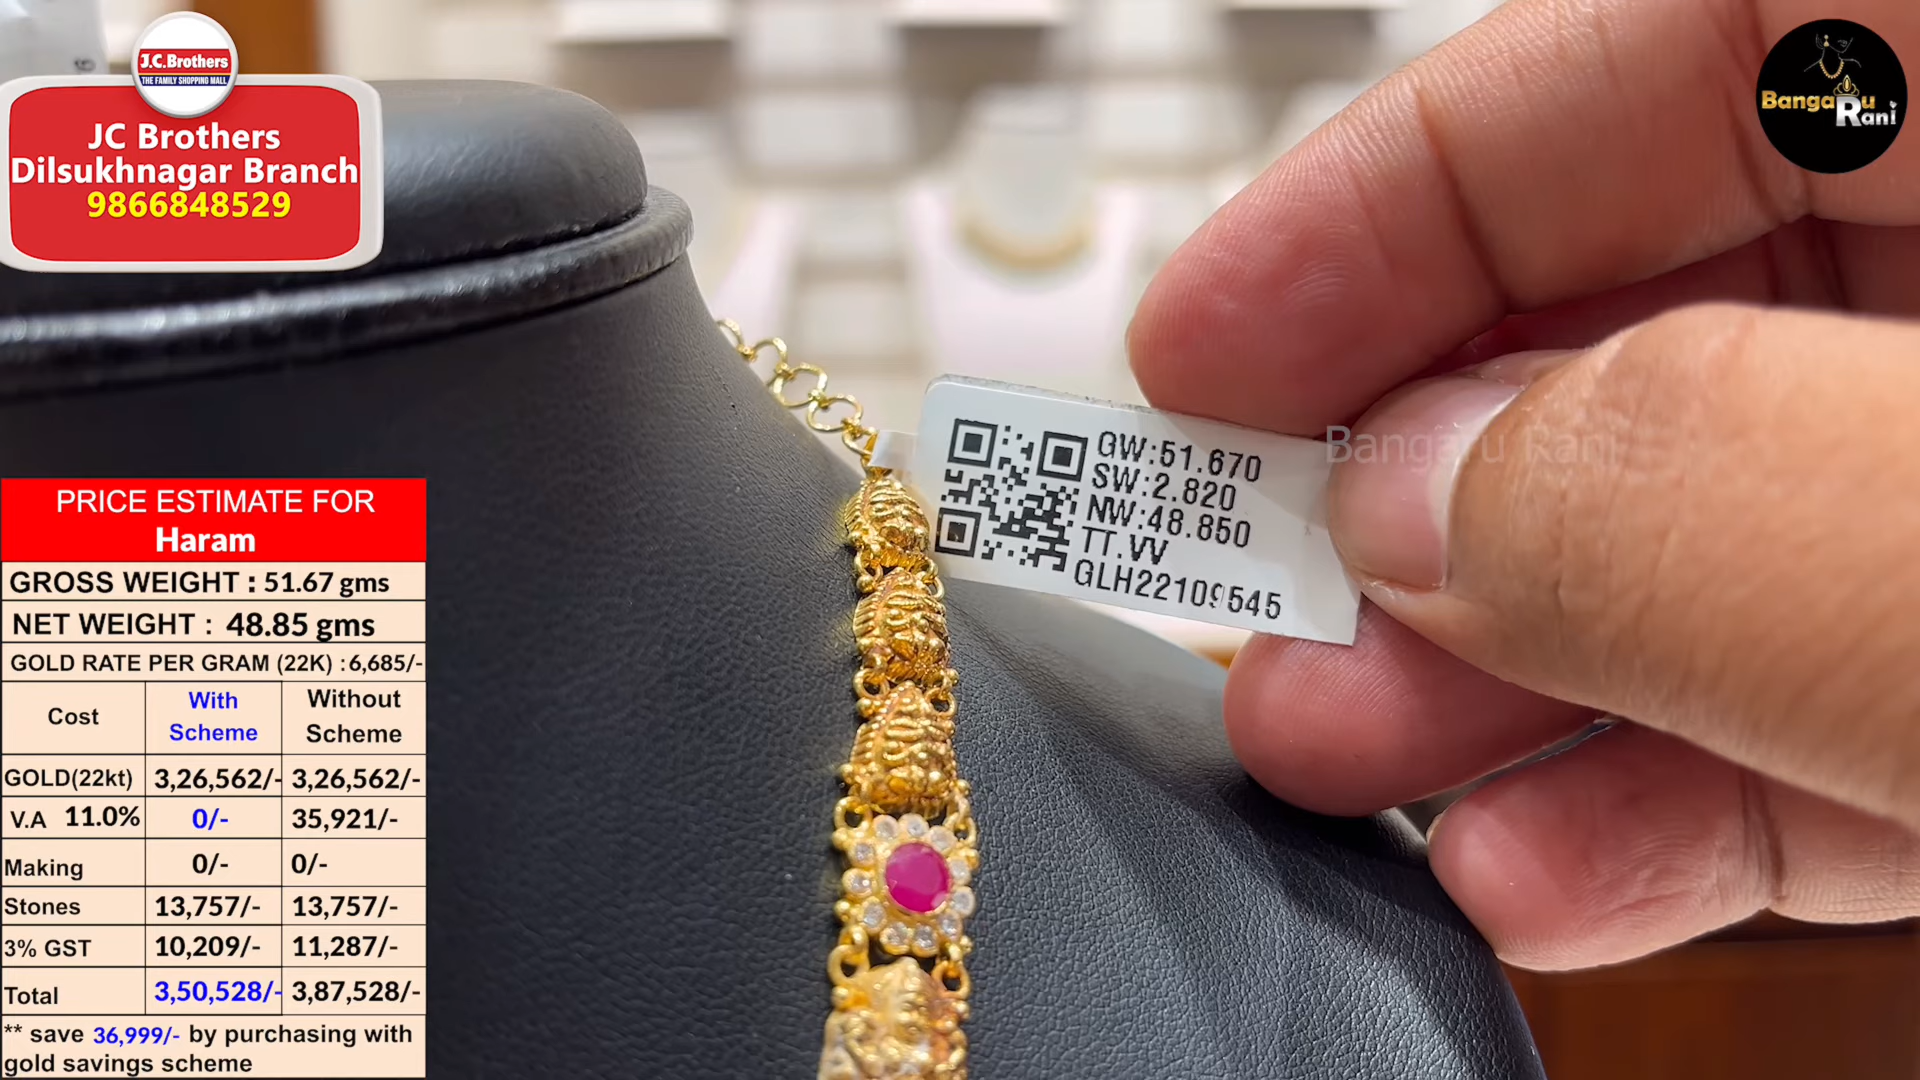 J.C.Brothers
THE FAMILY SHOPPING MALL
JC Brothers
Dilsukhnagar Branch
9866848529
Bangaru
Rani
GW:51.670
SW:2.820
NW:48.850
TT.VV
GLH22109545
Bangaru Rani
PRICE ESTIMATE FOR
Haram
GROSS WEIGHT : 51.67 gms
NET WEIGHT : 48.85 gms
GOLD RATE PER GRAM (22K) : 6,685/-
Cost With Scheme Without Scheme
GOLD(22kt) 3,26,562/- 3,26,562/-
V.A 11.0% 0/- 35,921/-
Making 0/- 0/-
Stones 13,757/- 13,757/-
3% GST 10,209/- 11,287/-
Total 3,50,528/- 3,87,528/-
** save 36,999/- by purchasing with
gold savings scheme